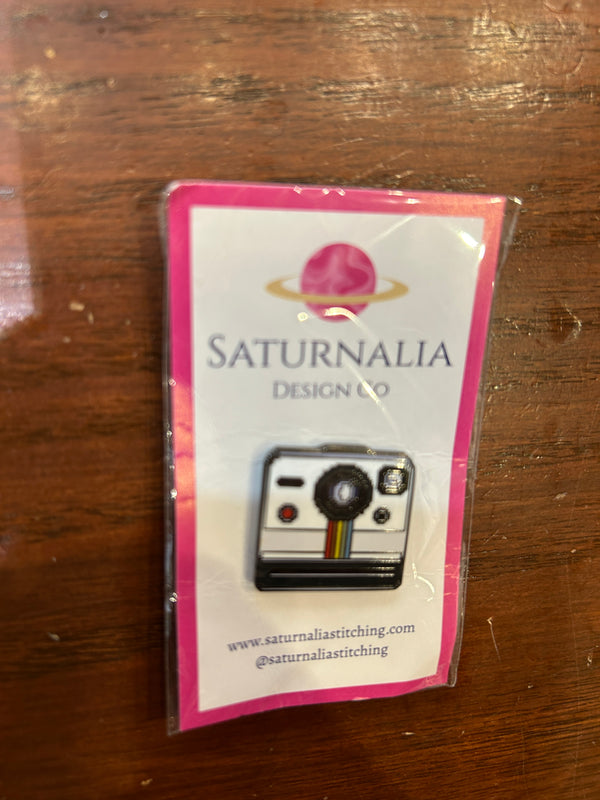 SATURNALIA
DESIGN CO
www.saturnaliastitching.com
@saturnaliastitching